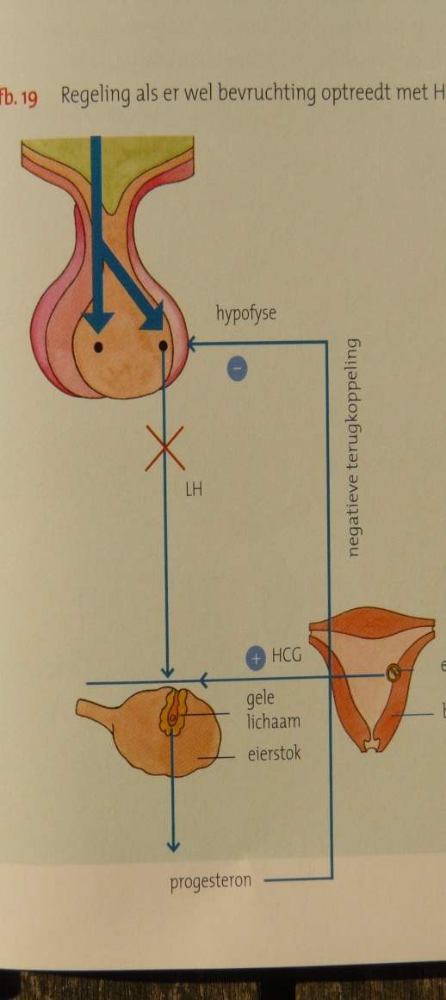 fb. 19 Regeling als er wel bevruchting optreedt met H
hypofyse
−
negatieve terugkoppeling
LH
+ HCG
gele
lichaam
eierstok
progesteron